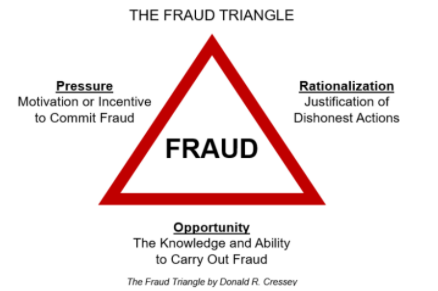 THE FRAUD TRIANGLE
Pressure
Motivation or Incentive
to Commit Fraud
Rationalization
Justification of
Dishonest Actions
FRAUD
Opportunity
The Knowledge and Ability
to Carry Out Fraud
The Fraud Triangle by Donald R. Cressey